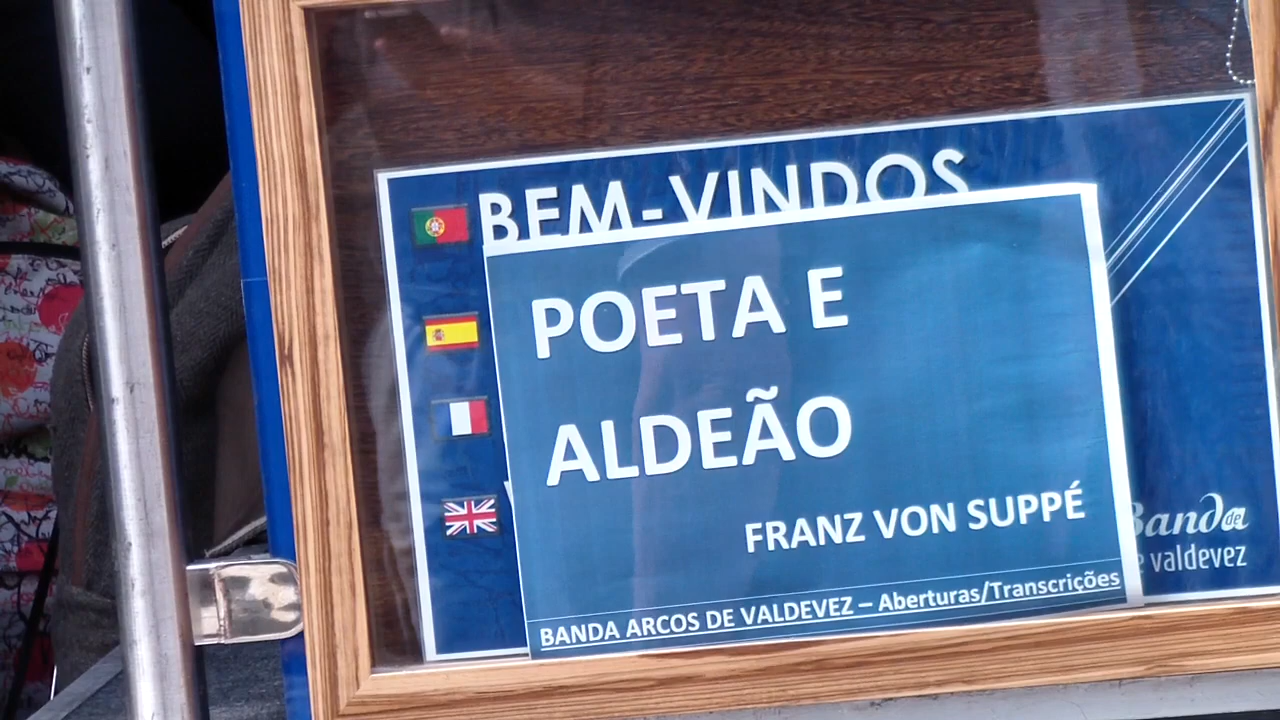 BEM-VINDOS
POETA E
ALDEÃO
FRANZ VON SUPPÉ
BANDA ARCOS DE VALDEVEZ – Aberturas/Transcrições
Banda de
valdevez